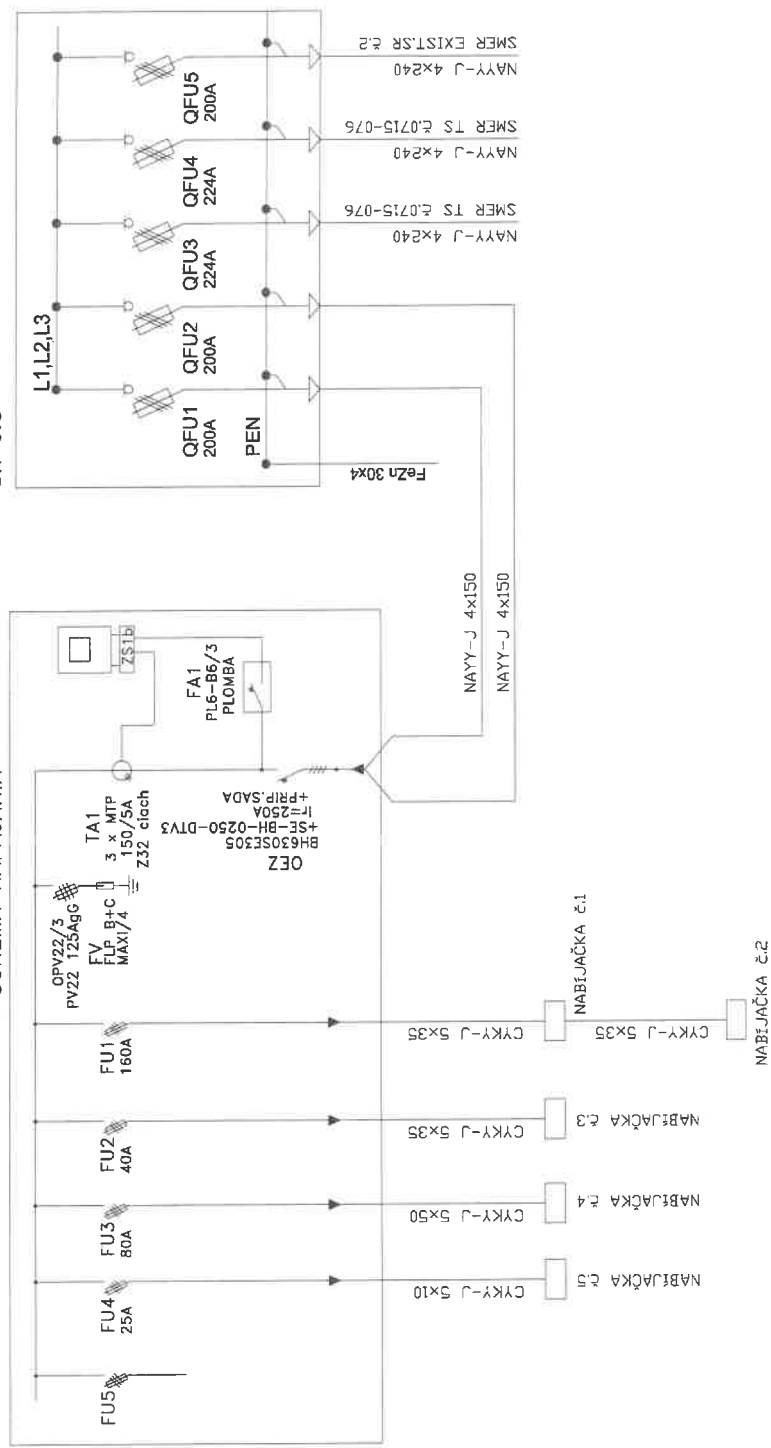 L1,L2,L3
QFU1
200A
QFU2
200A
QFU3
224A
QFU4
224A
QFU5
200A
PEN
FeZn 30x4
NAYY-J 4x240
SMER TS č.0715-076
NAYY-J 4x240
SMER TS č.0715-076
NAYY-J 4x240
SMER EXIST.SR č.2
NAYY-J 4x150
NAYY-J 4x150
ZS1b
FA1
PL6-B6/3
PLOMBA
TA1
3 x MTP
150/5A
Z32 ciach
OEZ
BH630SE305
+SE-BH-0250-DTV3
Ir=250A
+PRIP.SADA
OPV22/3
PV22 125AgG
FV
FLP B+C
MAXI/4
FU1
160A
FU2
40A
FU3
80A
FU4
25A
FU5
CYKY-J 5x35
NABÍJAČKA č.1
CYKY-J 5x35
NABÍJAČKA č.2
CYKY-J 5x35
NABÍJAČKA č.3
CYKY-J 5x50
NABÍJAČKA č.4
CYKY-J 5x10
NABÍJAČKA č.5